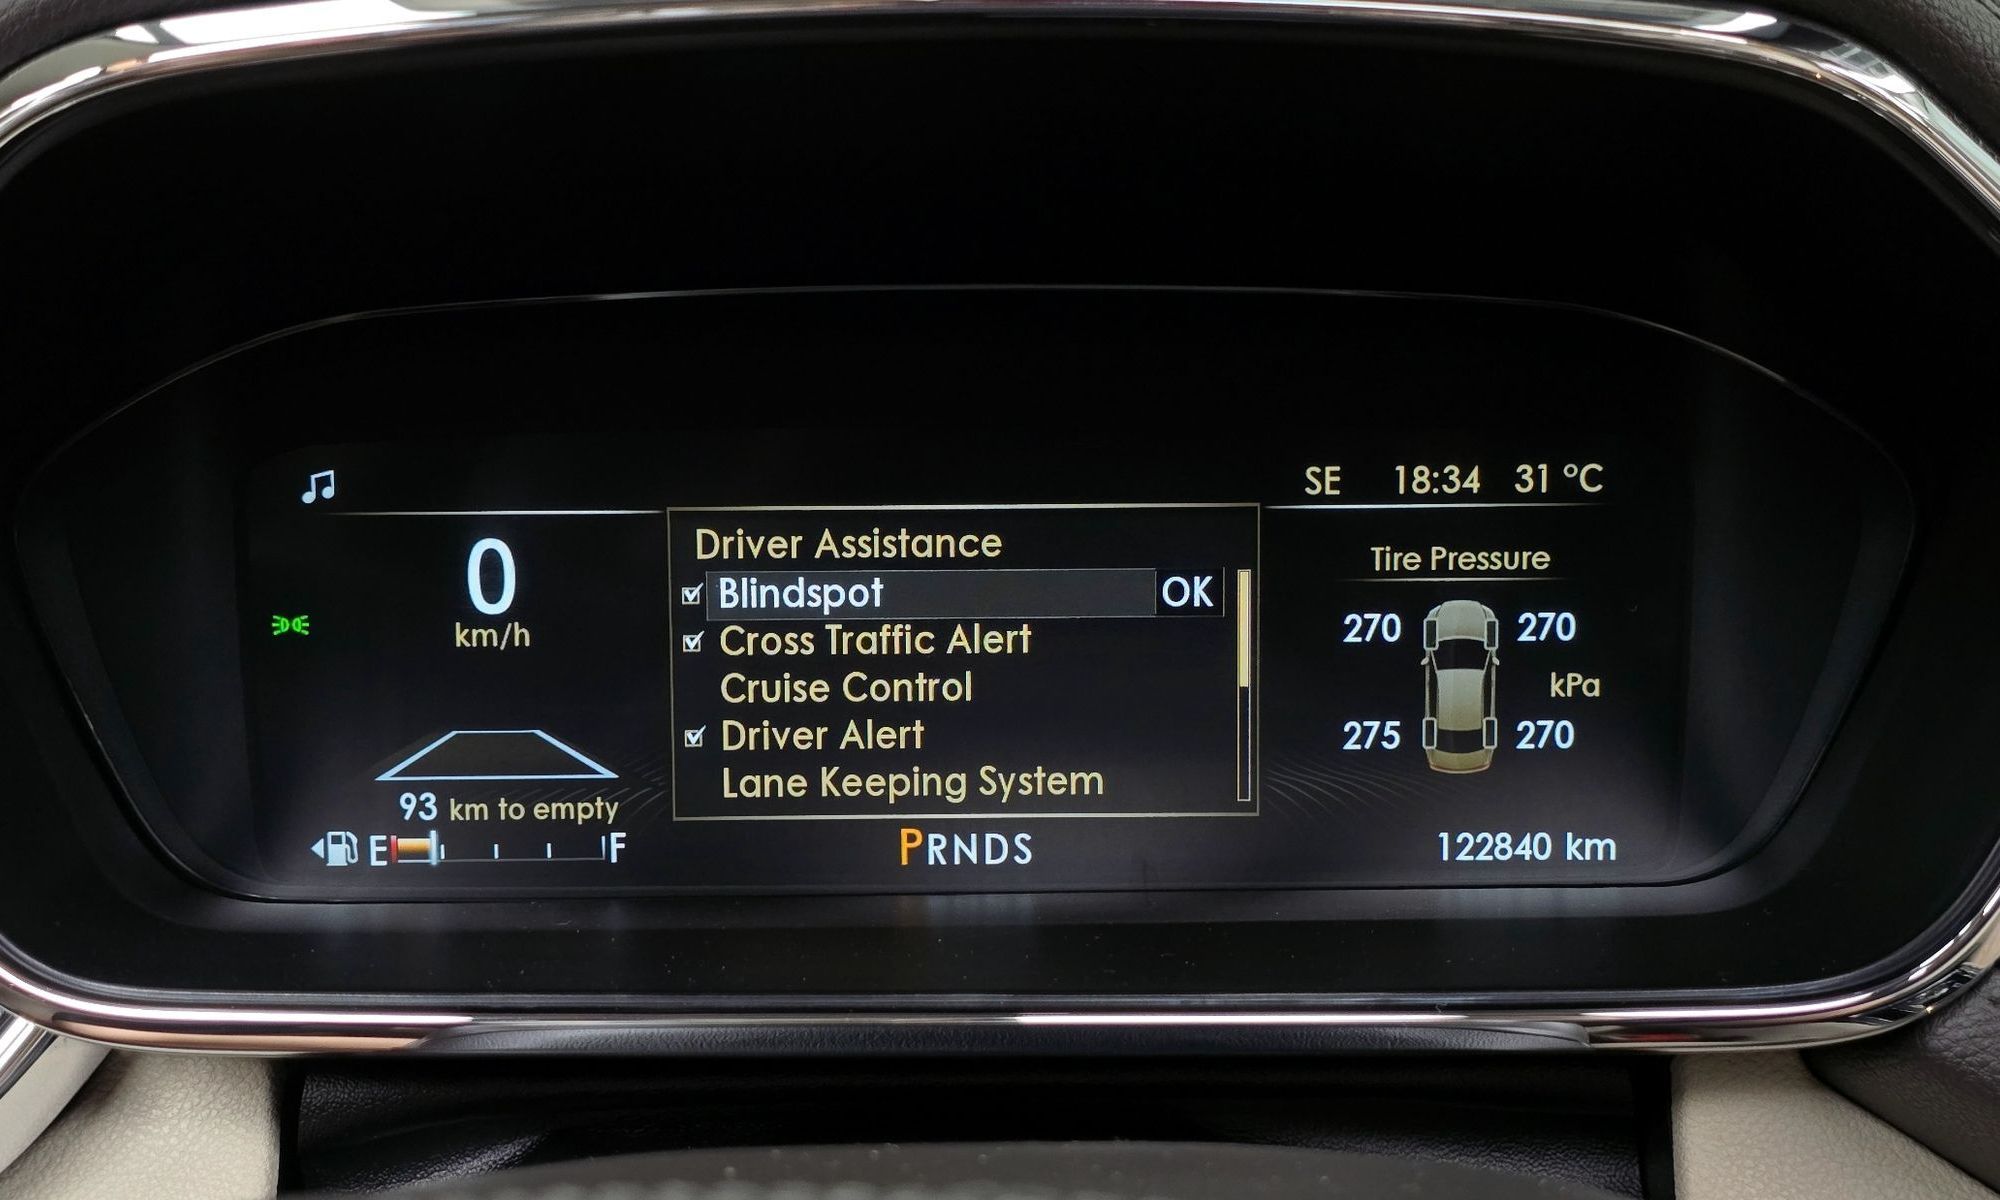 SE 18:34 31 °C
0
km/h
93 km to empty
E F
Driver Assistance
Blindspot OK
Cross Traffic Alert
Cruise Control
Driver Alert
Lane Keeping System
PRNDS
Tire Pressure
270 270
kPa
275 270
122840 km